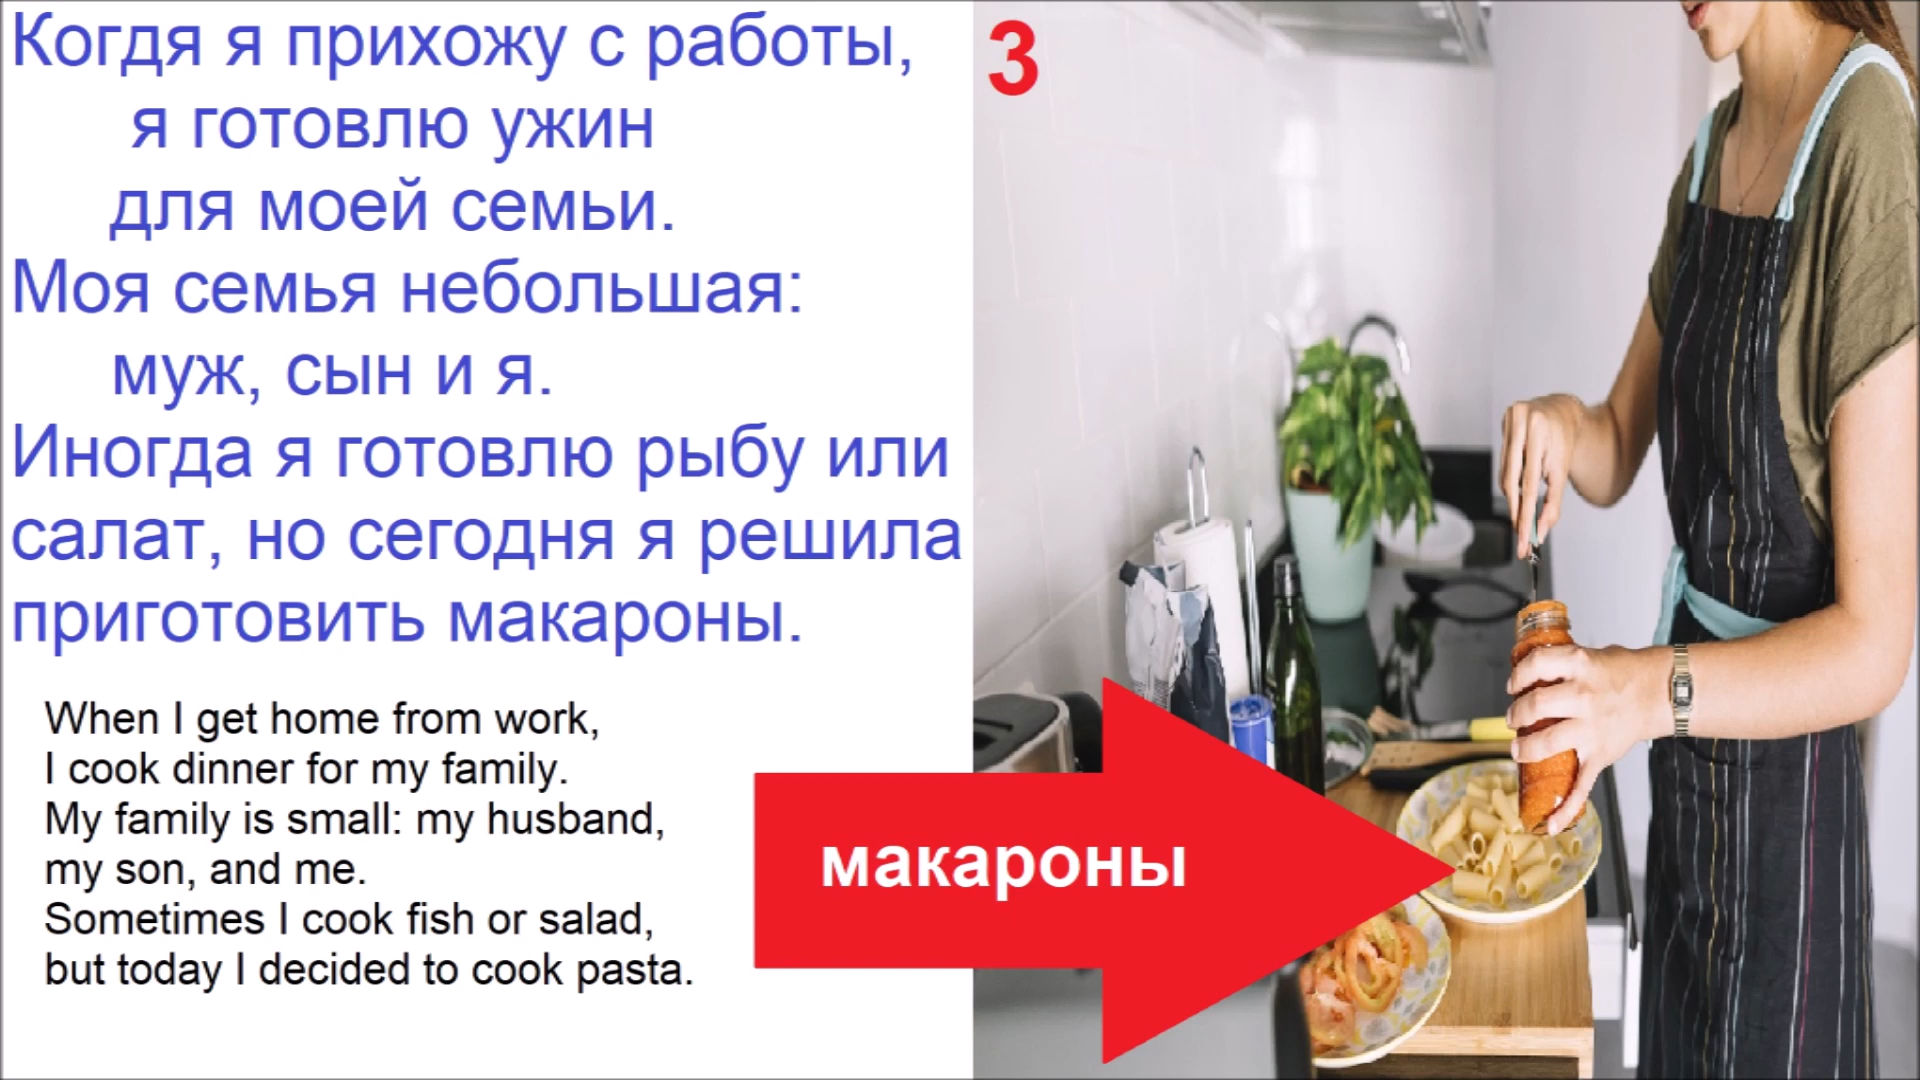 Когдя я прихожу с работы,
я готовлю ужин
для моей семьи.
Моя семья небольшая:
муж, сын и я.
Иногда я готовлю рыбу или
салат, но сегодня я решила
приготовить макароны.
When I get home from work,
I cook dinner for my family.
My family is small: my husband,
my son, and me.
Sometimes I cook fish or salad,
but today I decided to cook pasta.
3
макароны